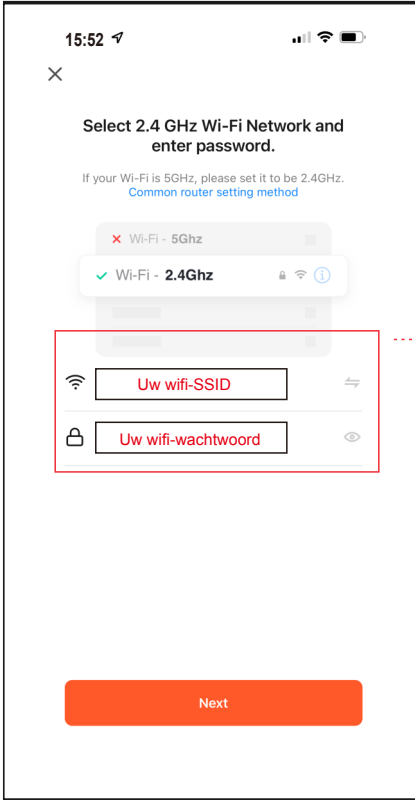 15:52
Select 2.4 GHz Wi-Fi Network and
enter password.
If your Wi-Fi is 5GHz, please set it to be 2.4GHz.
Common router setting method
Wi-Fi - 5Ghz
Wi-Fi - 2.4Ghz
Uw wifi-SSID
Uw wifi-wachtwoord
Next